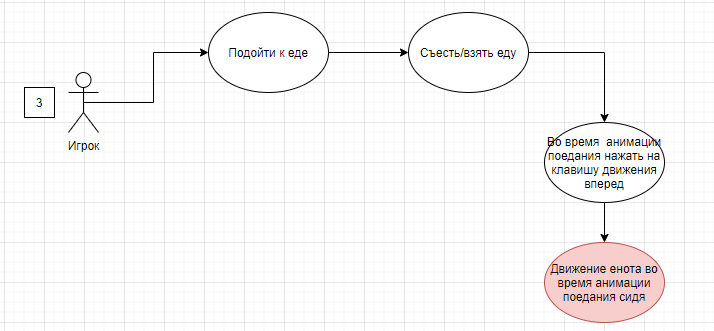 3
Игрок
Подойти к еде
Съесть/взять еду
Во время анимации
поедания нажать на
клавишу движения
вперед
Движение енота во
время анимации
поедания сидя